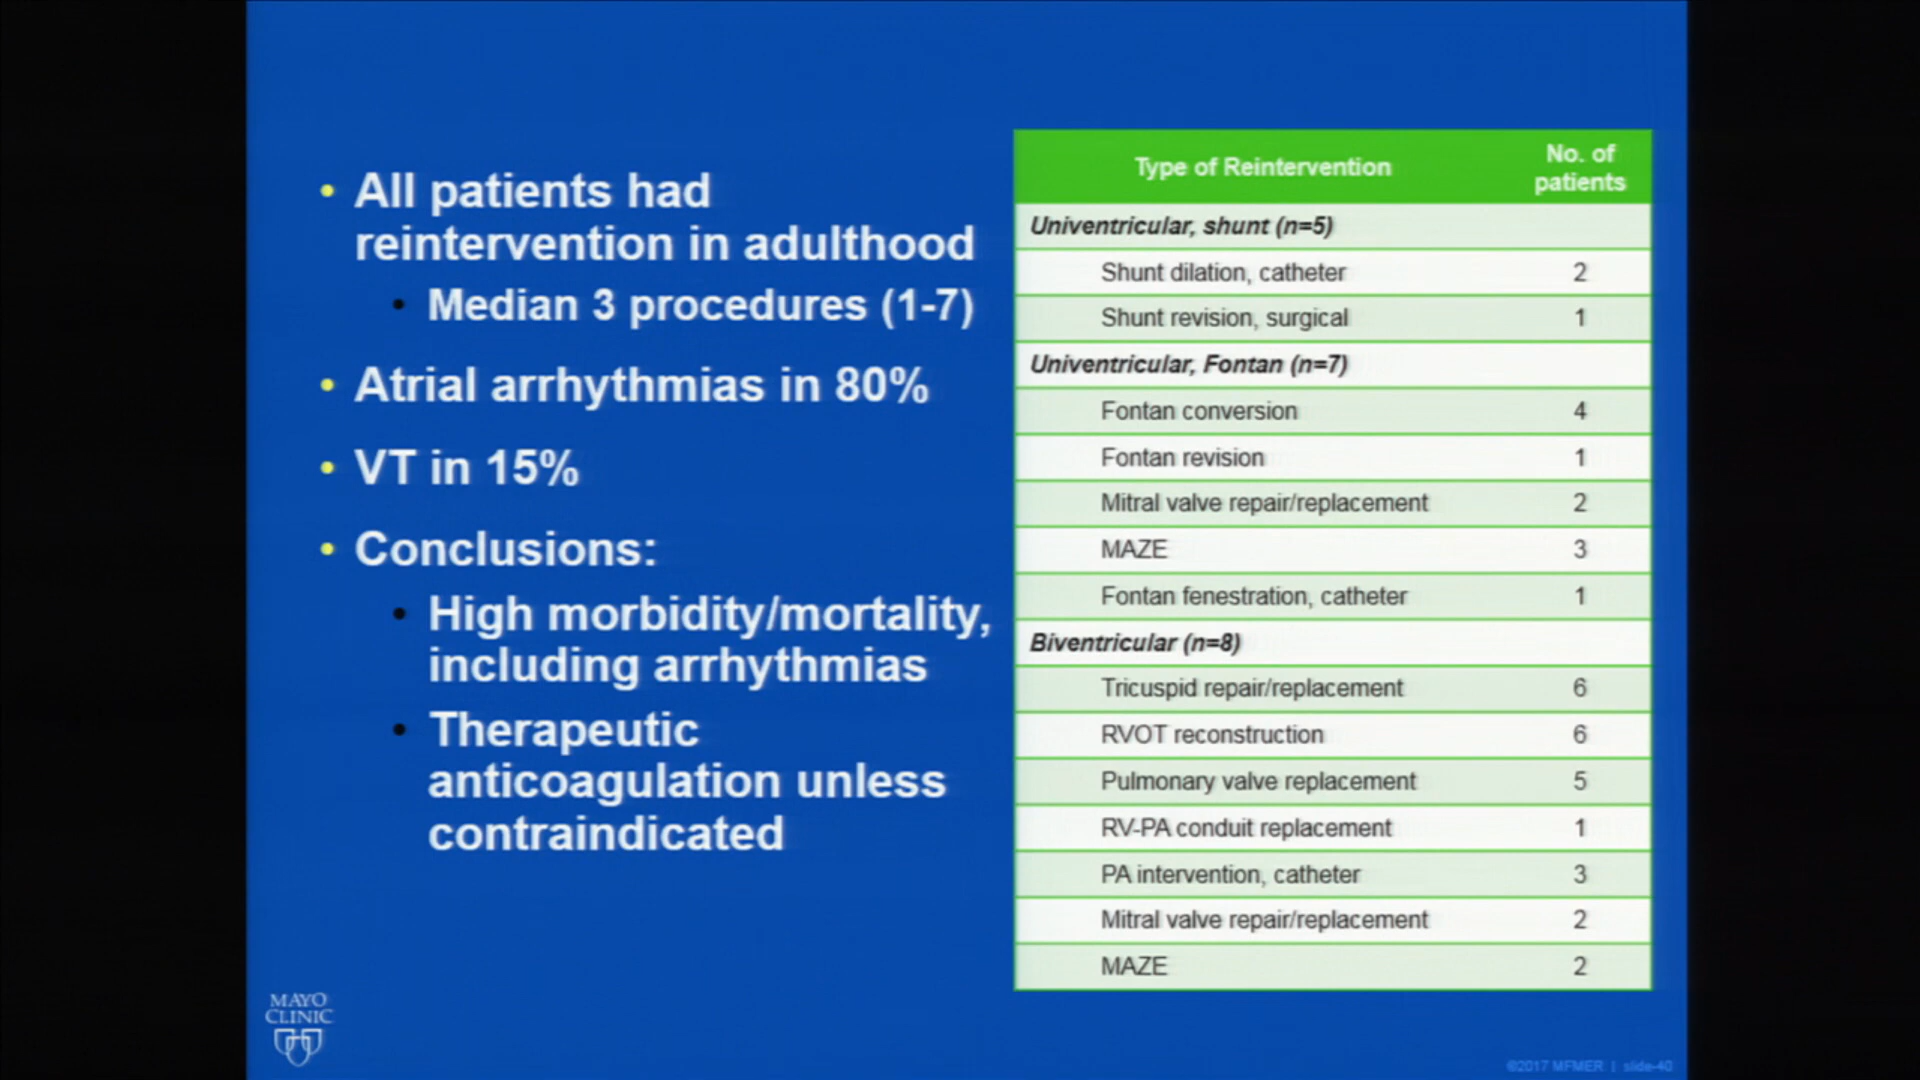 All patients had
reintervention in adulthood
Median 3 procedures (1-7)
Atrial arrhythmias in 80%
VT in 15%
Conclusions:
High morbidity/mortality,
including arrhythmias
Therapeutic
anticoagulation unless
contraindicated
Type of Reintervention No. of patients
Univentricular, shunt (n=5)
Shunt dilation, catheter 2
Shunt revision, surgical 1
Univentricular, Fontan (n=7)
Fontan conversion 4
Fontan revision 1
Mitral valve repair/replacement 2
MAZE 3
Fontan fenestration, catheter 1
Biventricular (n=8)
Tricuspid repair/replacement 6
RVOT reconstruction 6
Pulmonary valve replacement 5
RV-PA conduit replacement 1
PA intervention, catheter 3
Mitral valve repair/replacement 2
MAZE 2
MAYO
CLINIC
©2017 MFMER | slide-40